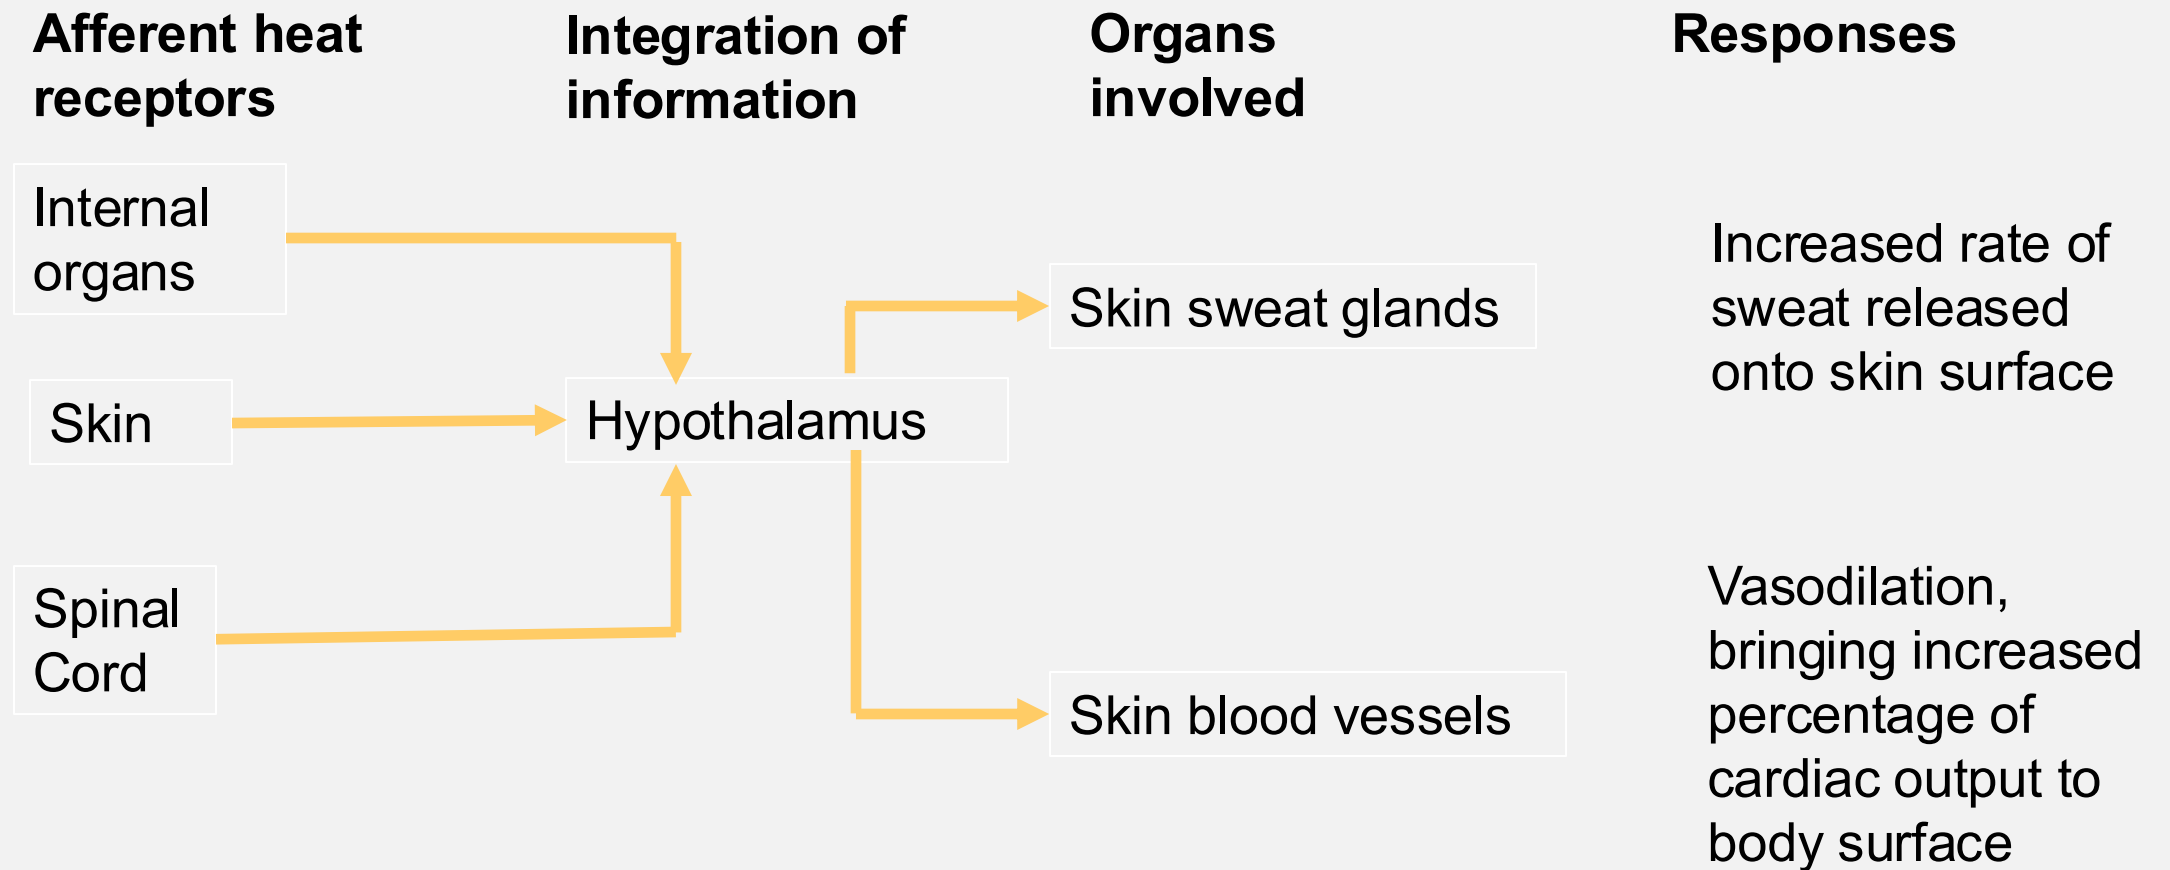 Afferent heat
receptors
Integration of
information
Organs
involved
Responses
Internal
organs
Skin
Spinal
Cord
Hypothalamus
Skin sweat glands
Skin blood vessels
Increased rate of
sweat released
onto skin surface
Vasodilation,
bringing increased
percentage of
cardiac output to
body surface